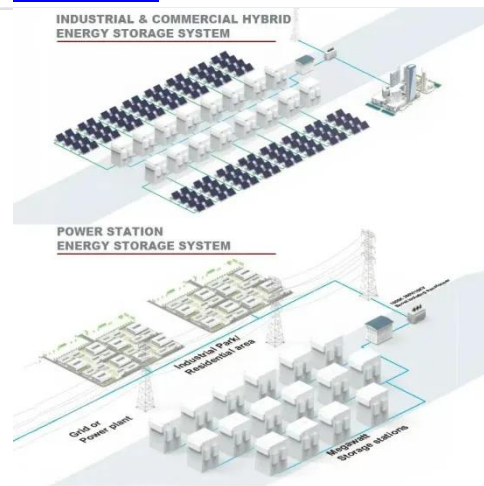 INDUSTRIAL & COMMERCIAL HYBRID
ENERGY STORAGE SYSTEM
POWER STATION
ENERGY STORAGE SYSTEM
Industrial Park/
Residential area
Grid or
Power plant
Megawatt
Storage stations